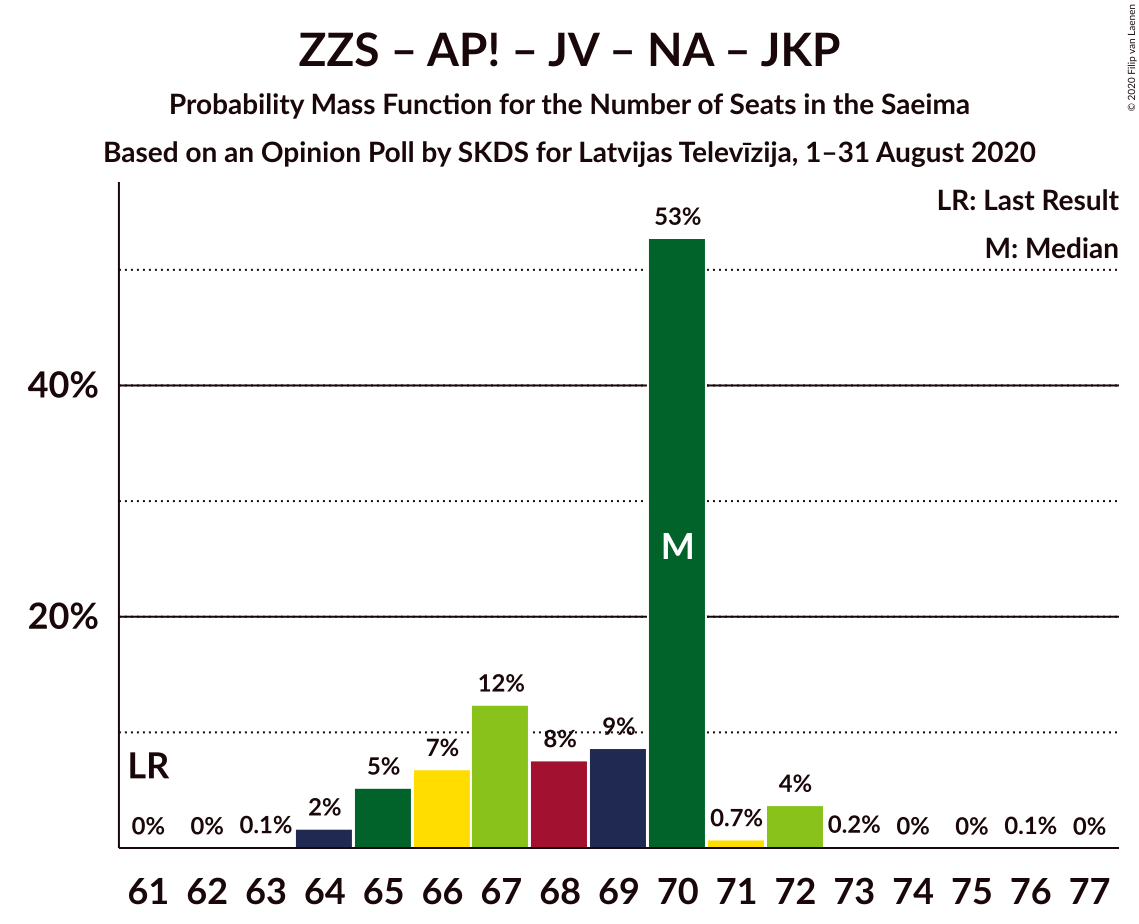 ZZS – AP! – JV – NA – JKP
Probability Mass Function for the Number of Seats in the Saeima
Based on an Opinion Poll by SKDS for Latvijas Televīzija, 1–31 August 2020
© 2020 Filip van Laenen
LR: Last Result
M: Median
53%
40%
M
20%
12%
9%
8%
7%
5%
LR
4%
2%
0.7%
0% 0% 0.1% 0.2% 0% 0% 0.1% 0%
61 62 63 64 65 66 67 68 69 70 71 72 73 74 75 76 77